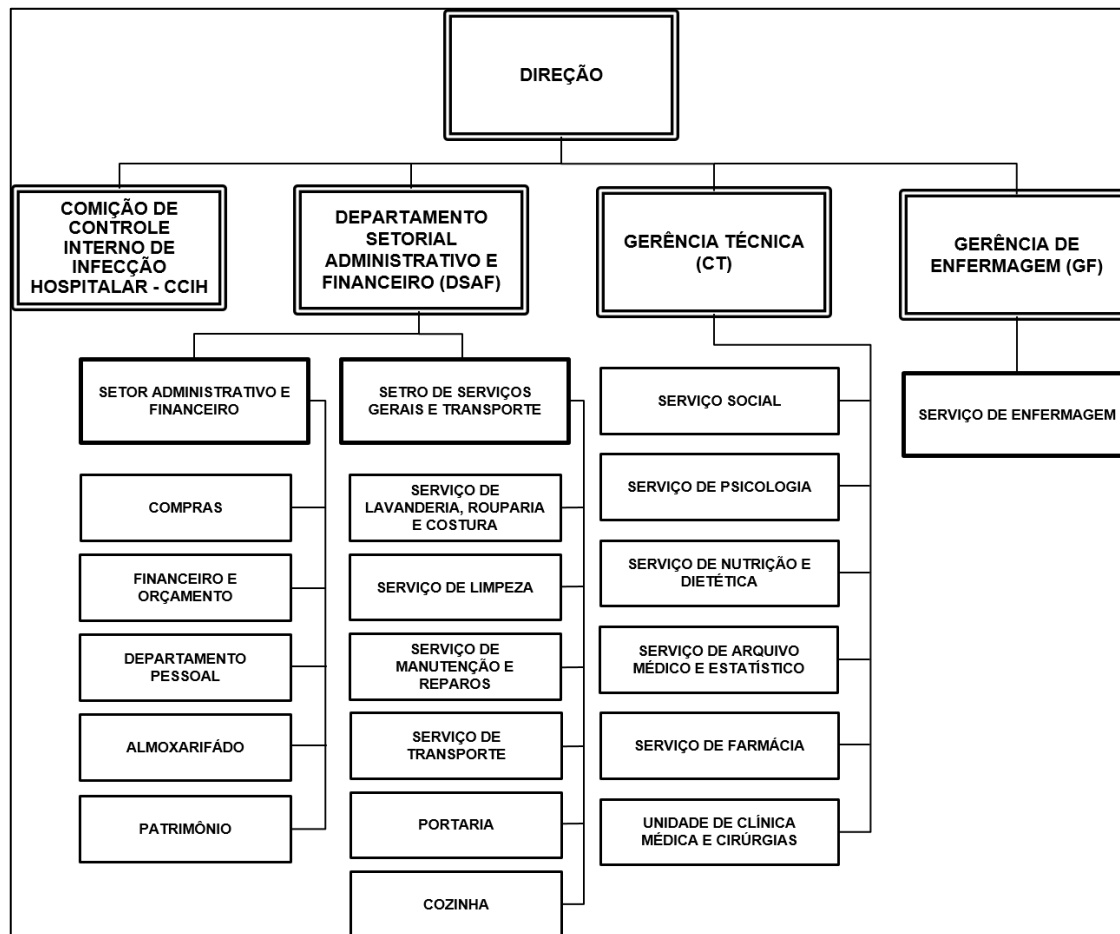 DIREÇÃO
COMIÇÃO DE
CONTROLE
INTERNO DE
INFECÇÃO
HOSPITALAR - CCIH
DEPARTAMENTO
SETORIAL
ADMINISTRATIVO E
FINANCEIRO (DSAF)
GERÊNCIA TÉCNICA
(CT)
GERÊNCIA DE
ENFERMAGEM (GF)
SETOR ADMINISTRATIVO E
FINANCEIRO
COMPRAS
FINANCEIRO E
ORÇAMENTO
DEPARTAMENTO
PESSOAL
ALMOXARIFÁDO
PATRIMÔNIO
SETRO DE SERVIÇOS
GERAIS E TRANSPORTE
SERVIÇO DE
LAVANDERIA, ROUPARIA
E COSTURA
SERVIÇO DE LIMPEZA
SERVIÇO DE
MANUTENÇÃO E
REPAROS
SERVIÇO DE
TRANSPORTE
PORTARIA
COZINHA
SERVIÇO SOCIAL
SERVIÇO DE PSICOLOGIA
SERVIÇO DE NUTRIÇÃO E
DIETÉTICA
SERVIÇO DE ARQUIVO
MÉDICO E ESTATÍSTICO
SERVIÇO DE FARMÁCIA
UNIDADE DE CLÍNICA
MÉDICA E CIRÚRGIAS
SERVIÇO DE ENFERMAGEM